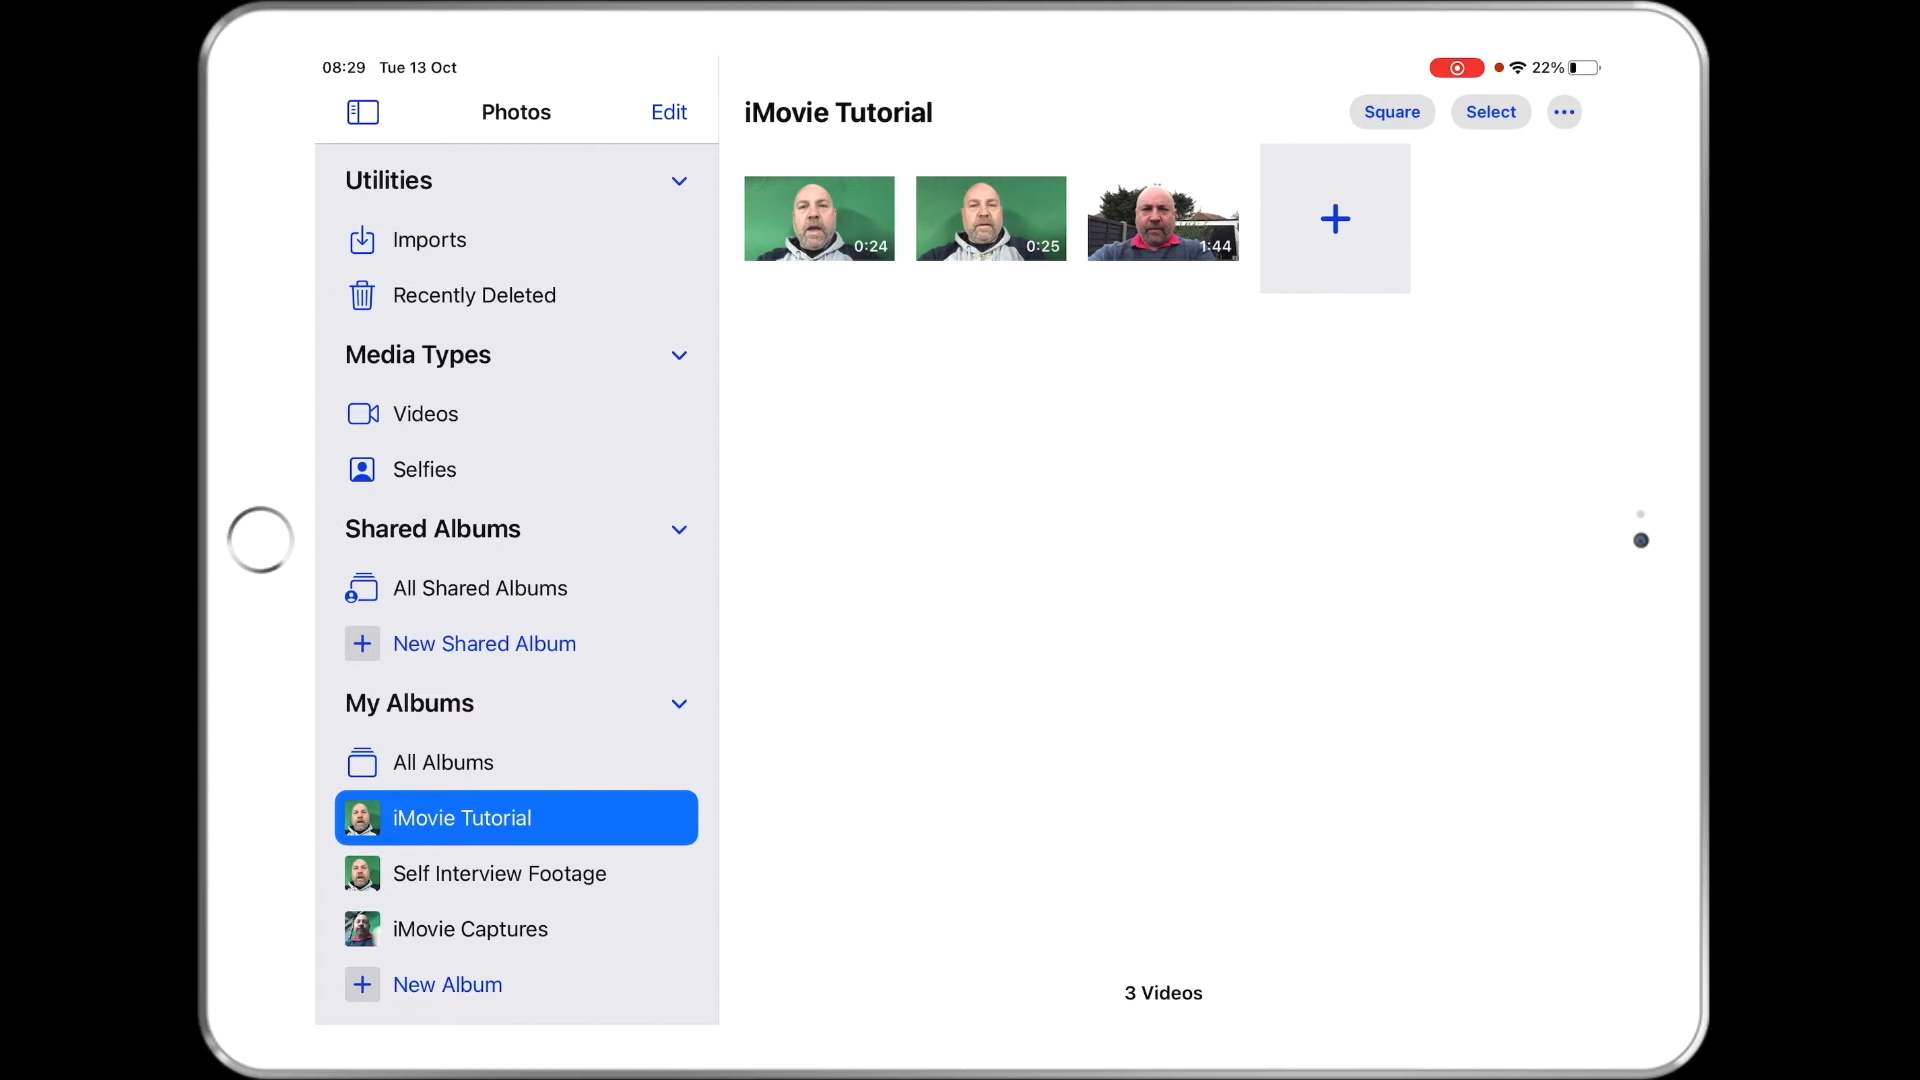 08:29 Tue 13 Oct
22%
Photos
Edit
iMovie Tutorial
Square
Select
Utilities
Imports
Recently Deleted
Media Types
Videos
Selfies
Shared Albums
All Shared Albums
New Shared Album
My Albums
All Albums
iMovie Tutorial
Self Interview Footage
iMovie Captures
New Album
0:24
0:25
1:44
3 Videos